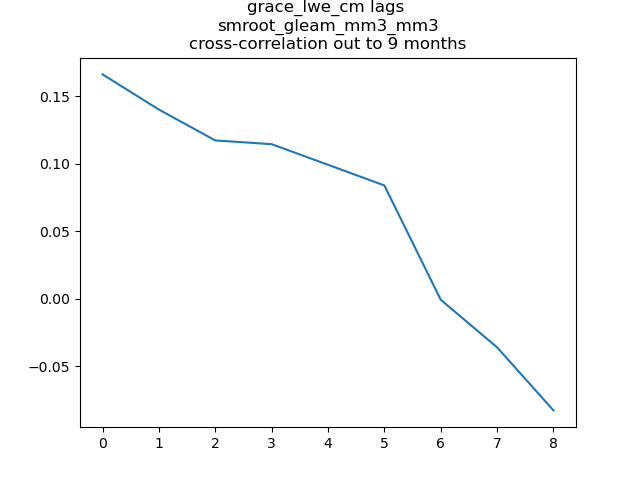 grace_lwe_cm lags
smroot_gleam_mm3_mm3
cross-correlation out to 9 months
0.15
0.10
0.05
0.00
−0.05
0 1 2 3 4 5 6 7 8